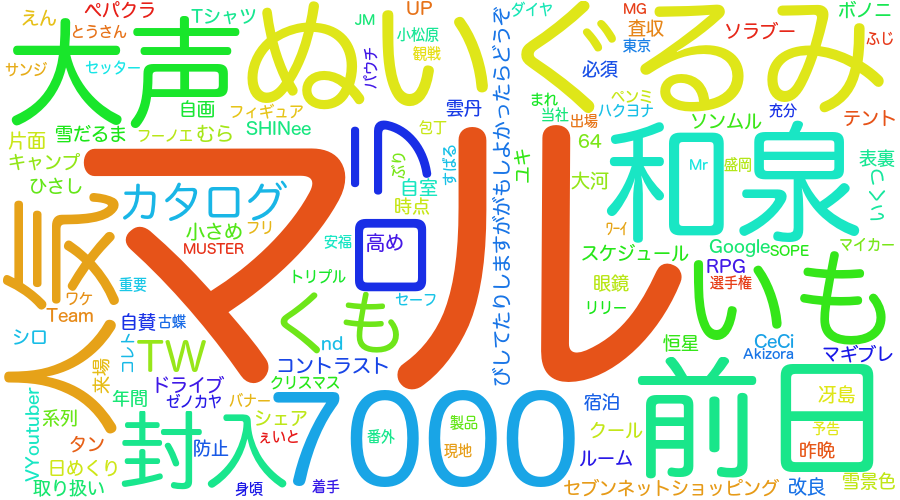 えん
ペパクラ
Tシャツ
大声
とうさん
サンジ
セッター
自画
フィギュア
ぬいぐるみ
JM
UP
小松原
観戦
パウチ
ダイヤ
MG
査収
東京
必須
ソラブー
ボノニ
ふじ
片面
雪だるま
フーノエ
むら
SHINee
雲丹
包丁
まれ
当社
出場
ペンミ
ハクヨナ
充分
ソンムル
テント
キャンプ
ひさし
マリル
ぷり
すばる
自室
時点
びしてたりしますががもしよかったらどうぞ
ユキ
64
大河
和泉
Mr
盛岡
表裏
人気
カタログ
小さめ
フリ
MUSTER
安福
高め
ワーイ
スケジュール
Google
SOPE
マイカー
重要
トリプル
セーフ
眼鏡
RPG
選手権
いも
リリー
ワケ
Team
シロ
自賛
古蝶
くも
nd
恒星
CeCi
Akizora
マギブレ
コレト
TW
コントラスト
来場
ドライブ
クリスマス
ゼノカヤ
バナー
年間
VYoutuber
系列
封入
シェア
えいと
7000
宿泊
前日
冴島
タン
防止
番外
製品
現地
クール
予告
昨晩
日めくり
取り扱い
身頃
着手
ルーム
セブンネットショッピング
改良
雪景色